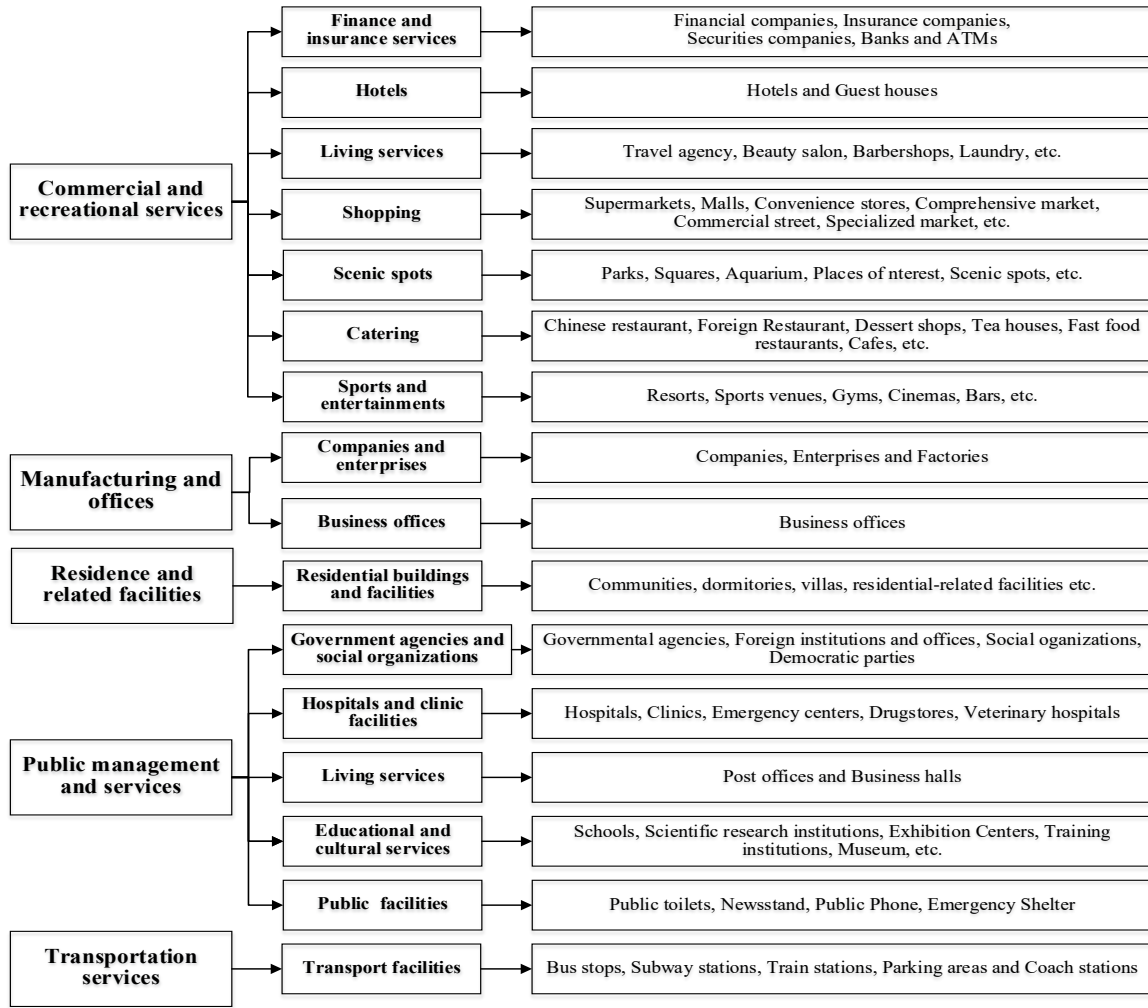 Finance and
insurance services
Financial companies, Insurance companies,
Securities companies, Banks and ATMs
Hotels
Hotels and Guest houses
Living services
Travel agency, Beauty salon, Barbershops, Laundry, etc.
Commercial and
recreational services
Shopping
Supermarkets, Malls, Convenience stores, Comprehensive market,
Commercial street, Specialized market, etc.
Scenic spots
Parks, Squares, Aquarium, Places of nterest, Scenic spots, etc.
Catering
Chinese restaurant, Foreign Restaurant, Dessert shops, Tea houses, Fast food
restaurants, Cafes, etc.
Sports and
entertainments
Resorts, Sports venues, Gyms, Cinemas, Bars, etc.
Manufacturing and
offices
Companies and
enterprises
Companies, Enterprises and Factories
Business offices
Business offices
Residence and
related facilities
Residential buildings
and facilities
Communities, dormitories, villas, residential-related facilities etc.
Government agencies and
social organizations
Governmental agencies, Foreign institutions and offices, Social oganizations,
Democratic parties
Hospitals and clinic
facilities
Hospitals, Clinics, Emergency centers, Drugstores, Veterinary hospitals
Public management
and services
Living services
Post offices and Business halls
Educational and
cultural services
Schools, Scientific research institutions, Exhibition Centers, Training
institutions, Museum, etc.
Public facilities
Public toilets, Newsstand, Public Phone, Emergency Shelter
Transportation
services
Transport facilities
Bus stops, Subway stations, Train stations, Parking areas and Coach stations